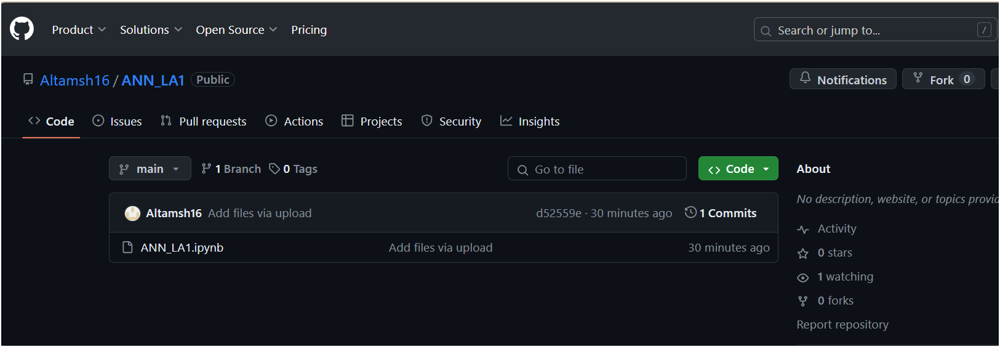 Product Solutions Open Source Pricing Search or jump to... /
Altamsh16 / ANN_LA1 Public Notifications Fork 0
Code Issues Pull requests Actions Projects Security Insights
main 1 Branch 0 Tags Go to file Code About
No description, website, or topics
Altamsh16 Add files via upload d52559e · 30 minutes ago 1 Commits
Activity
ANN_LA1.ipynb Add files via upload 30 minutes ago
0 stars
1 watching
0 forks
Report repository